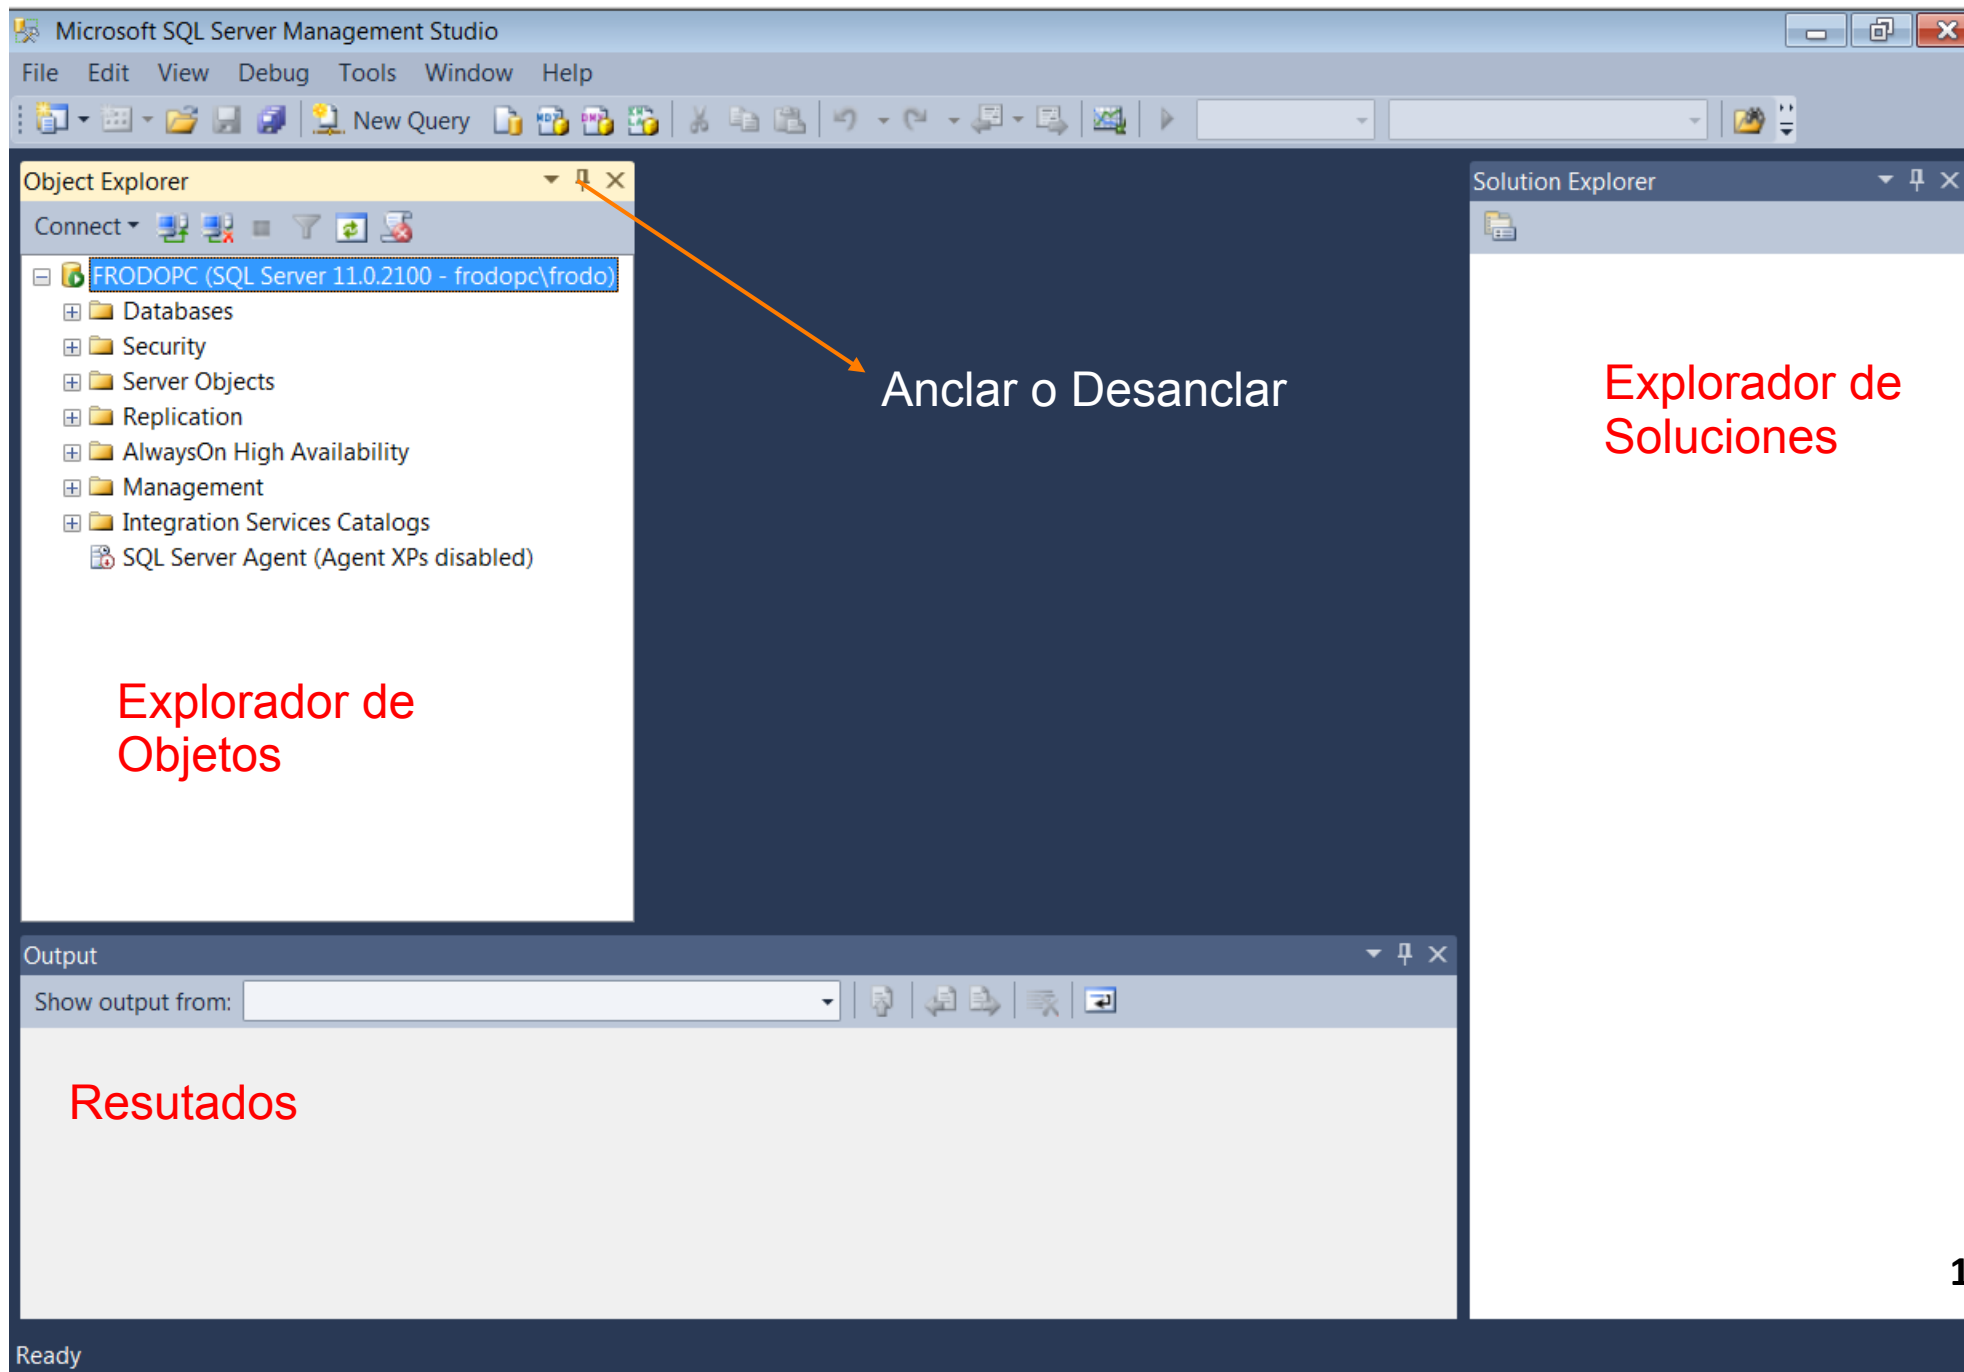 Microsoft SQL Server Management Studio
File Edit View Debug Tools Window Help
New Query
Object Explorer
Solution Explorer
Connect
FRODOPC (SQL Server 11.0.2100 - frodopc\frodo)
Databases
Security
Server Objects
Replication
AlwaysOn High Availability
Management
Integration Services Catalogs
SQL Server Agent (Agent XPs disabled)
Anclar o Desanclar
Explorador de
Soluciones
Explorador de
Objetos
Output
Show output from:
Resutados
1
Ready